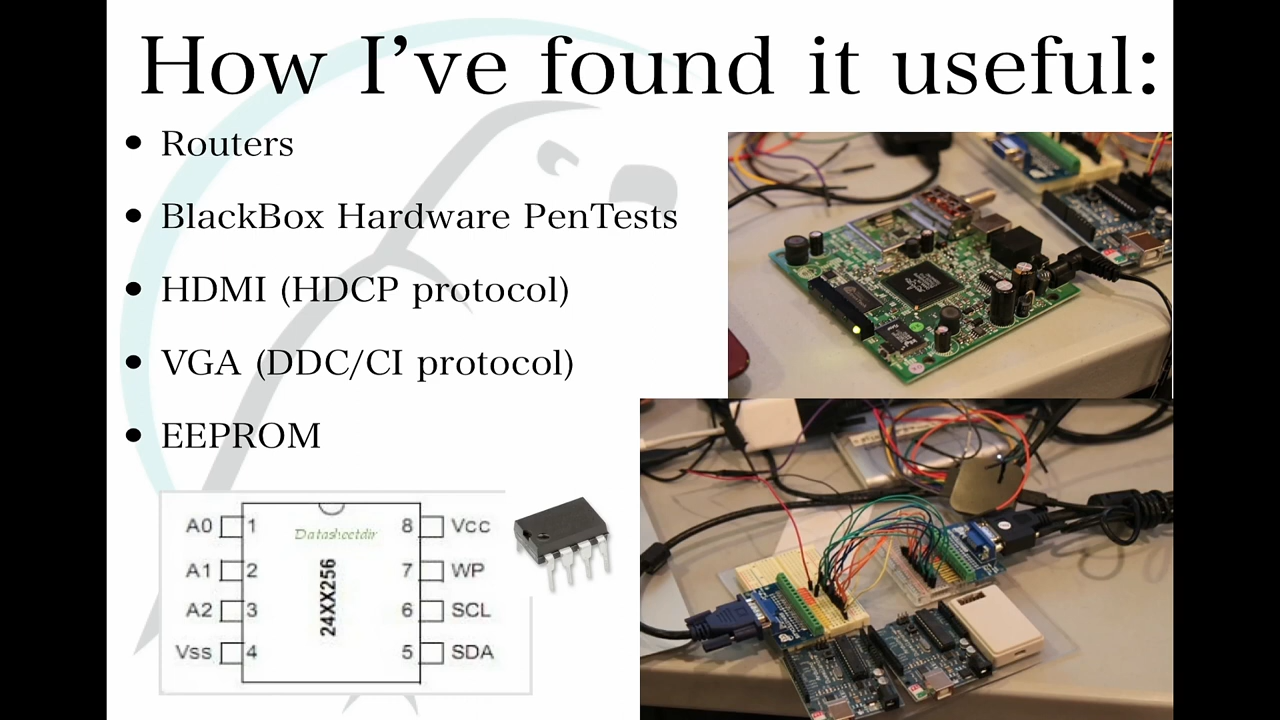 How I've found it useful:
• Routers
• BlackBox Hardware PenTests
• HDMI (HDCP protocol)
• VGA (DDC/CI protocol)
• EEPROM
A0 1 8 Vcc
Datasheetdir
A1 2 7 WP
24XX256
A2 3 6 SCL
Vss 4 5 SDA